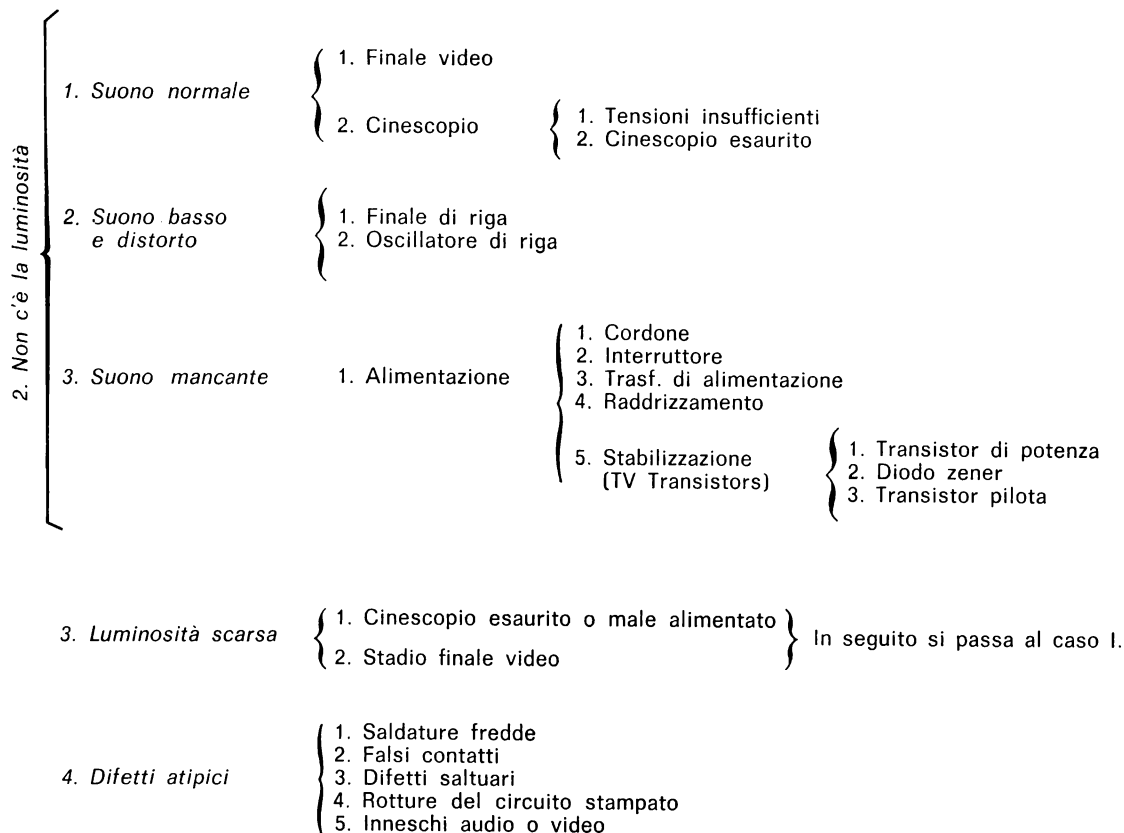 2. Non c'è la luminosità
1. Suono normale
1. Finale video
2. Cinescopio
1. Tensioni insufficienti
2. Cinescopio esaurito
2. Suono basso
e distorto
1. Finale di riga
2. Oscillatore di riga
3. Suono mancante
1. Alimentazione
1. Cordone
2. Interruttore
3. Trasf. di alimentazione
4. Raddrizzamento
5. Stabilizzazione
(TV Transistors)
1. Transistor di potenza
2. Diodo zener
3. Transistor pilota
3. Luminosità scarsa
1. Cinescopio esaurito o male alimentato
2. Stadio finale video
In seguito si passa al caso I.
4. Difetti atipici
1. Saldature fredde
2. Falsi contatti
3. Difetti saltuari
4. Rotture del circuito stampato
5. Inneschi audio o video